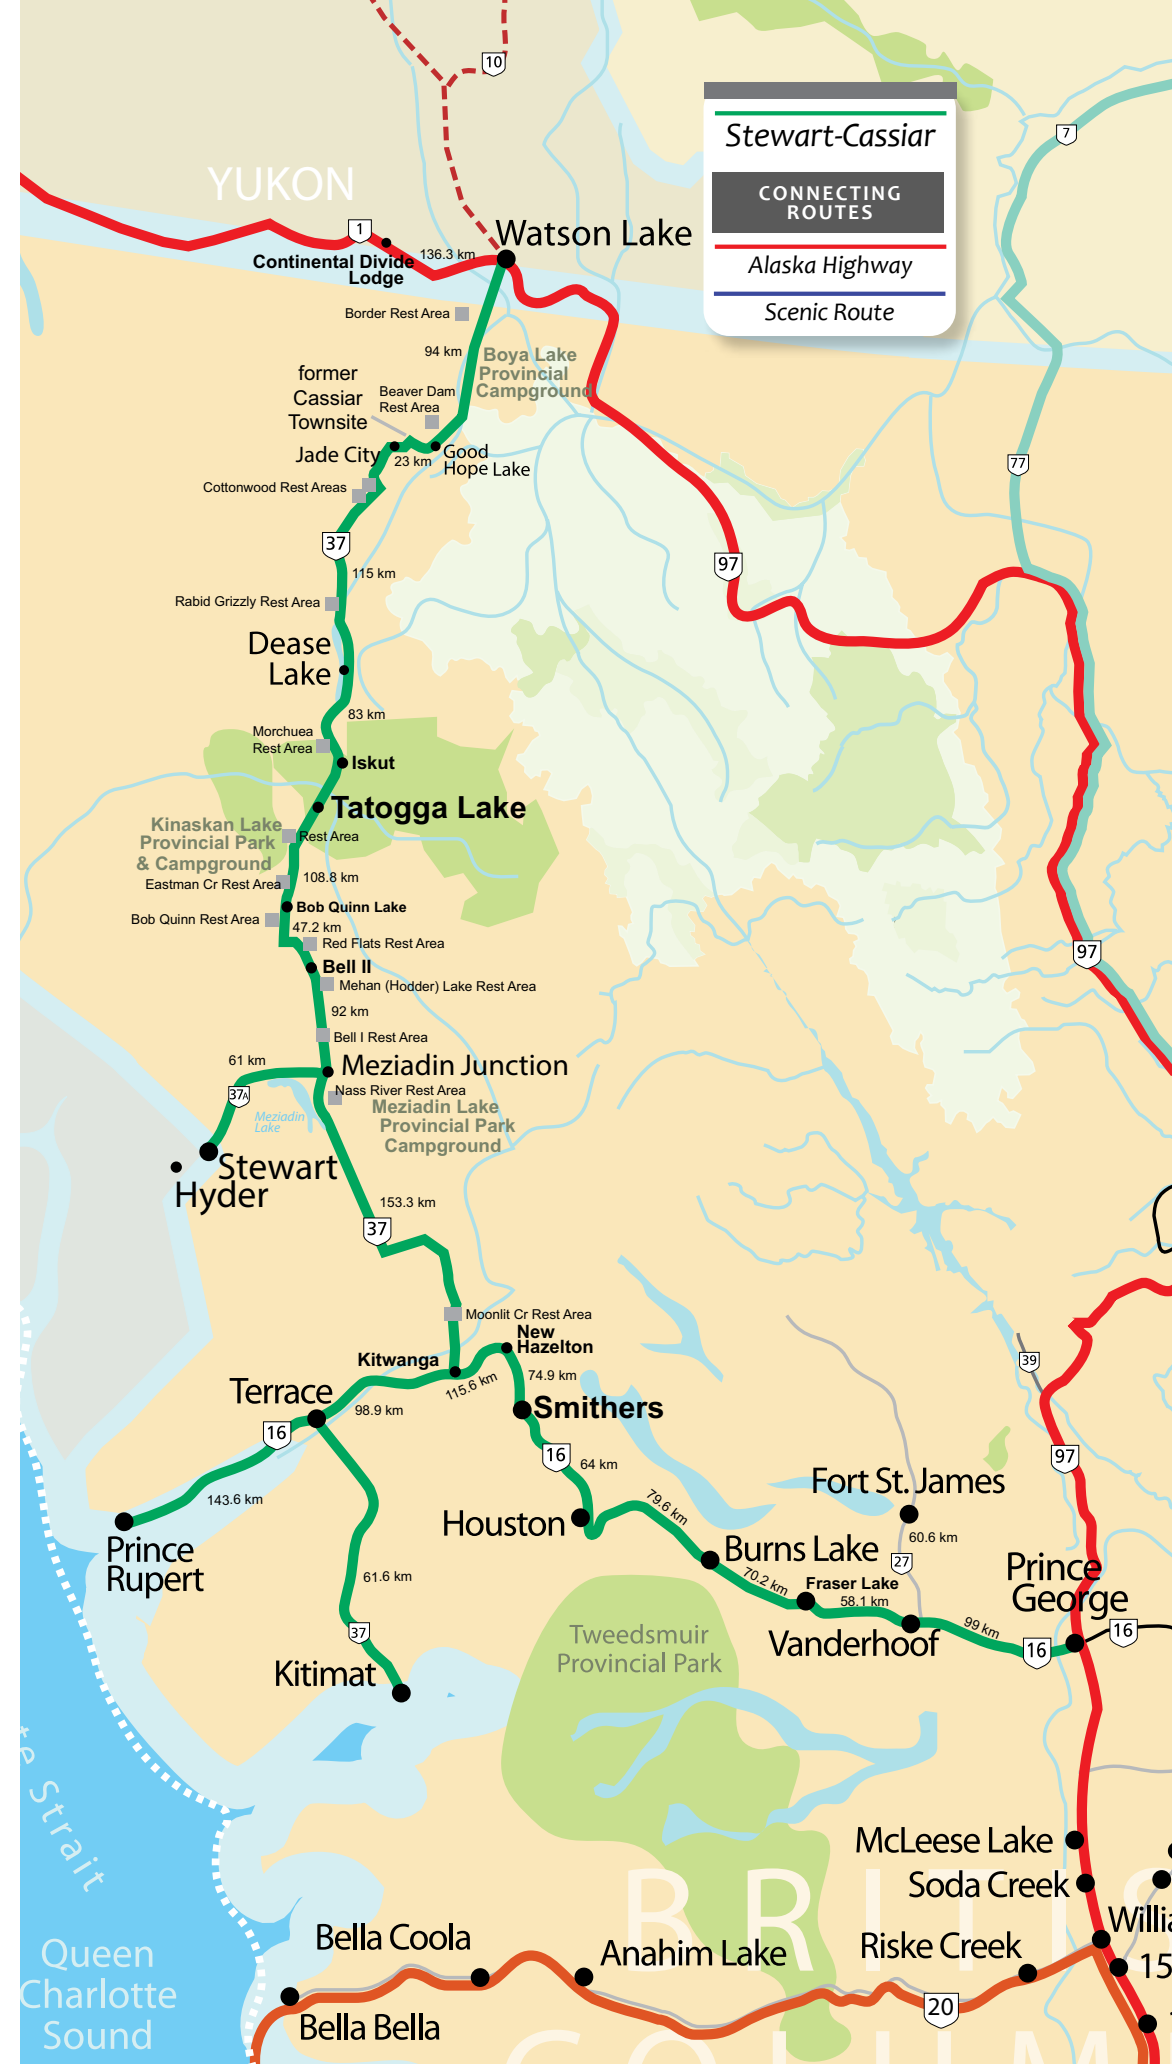 10
7
Stewart-Cassiar
CONNECTING
ROUTES
Alaska Highway
Scenic Route
YUKON
1
Watson Lake
136.3 km
Continental Divide
Lodge
Border Rest Area
94 km
Boya Lake
Provincial
Campground
former
Cassiar
Townsite
Beaver Dam
Rest Area
Jade City
23 km
Good
Hope Lake
77
Cottonwood Rest Areas
37
97
115 km
Rabid Grizzly Rest Area
Dease
Lake
83 km
Morchuea
Rest Area
Iskut
Tatogga Lake
Kinaskan Lake
Provincial Park
& Campground
Rest Area
108.8 km
Eastman Cr Rest Area
Bob Quinn Lake
Bob Quinn Rest Area
47.2 km
Red Flats Rest Area
97
Bell II
Mehan (Hodder) Lake Rest Area
92 km
Bell I Rest Area
61 km
Meziadin Junction
37A
Nass River Rest Area
Meziadin
Lake
Meziadin Lake
Provincial Park
Campground
Stewart
Hyder
153.3 km
37
Moonlit Cr Rest Area
New
Hazelton
Kitwanga
39
115.6 km
74.9 km
Terrace
98.9 km
Smithers
16
16
64 km
97
143.6 km
79.6 km
Fort St. James
Houston
60.6 km
Prince
Rupert
Burns Lake
27
Prince
George
61.6 km
70.2 km
Fraser Lake
58.1 km
99 km
37
Vanderhoof
16
16
Tweedsmuir
Provincial Park
Kitimat
te Strait
McLeese Lake
Soda Creek
BRITIS
Willia
Bella Coola
Anahim Lake
Riske Creek
15
Queen
Charlotte
Sound
20
Bella Bella
COLUM